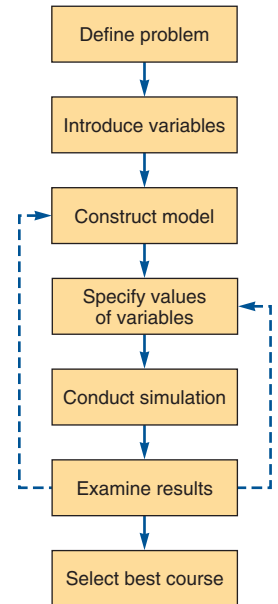 Define problem
Introduce variables
Construct model
Specify values
of variables
Conduct simulation
Examine results
Select best course